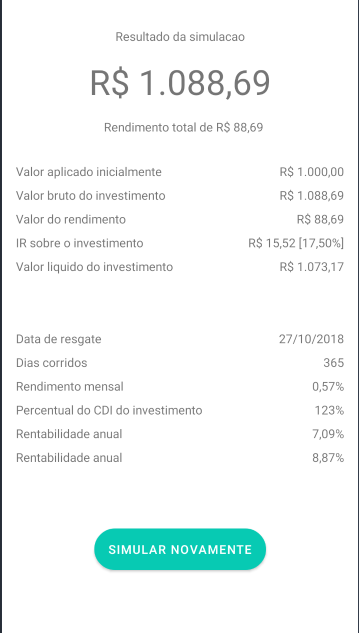 Resultado da simulacao
R$ 1.088,69
Rendimento total de R$ 88,69
Valor aplicado inicialmente R$ 1.000,00
Valor bruto do investimento R$ 1.088,69
Valor do rendimento R$ 88,69
IR sobre o investimento R$ 15,52 [17,50%]
Valor liquido do investimento R$ 1.073,17
Data de resgate 27/10/2018
Dias corridos 365
Rendimento mensal 0,57%
Percentual do CDI do investimento 123%
Rentabilidade anual 7,09%
Rentabilidade anual 8,87%
SIMULAR NOVAMENTE